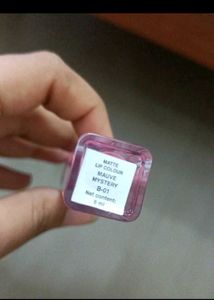 MATTE
LIP COLOUR
MAUVE
MYSTERY
B-01
Net content:
6 ml